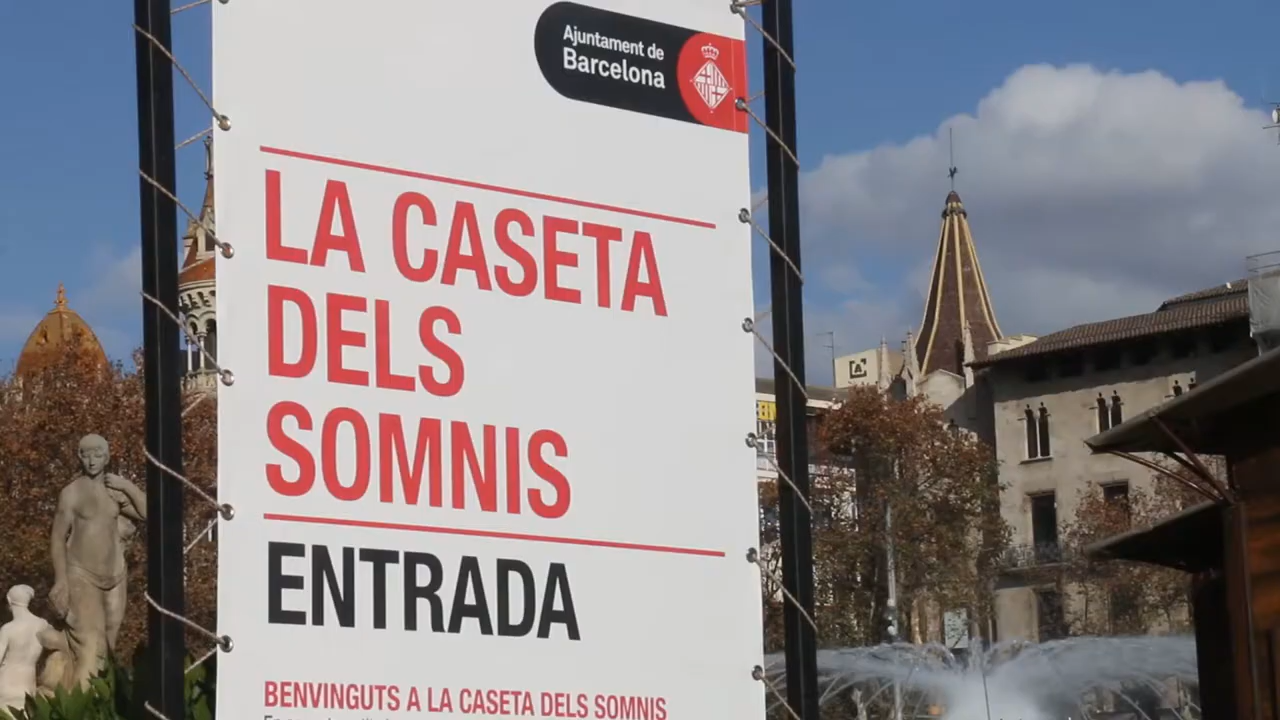 Ajuntament de
Barcelona
LA CASETA
DELS
SOMNIS
ENTRADA
BENVINGUTS A LA CASETA DELS SOMNIS